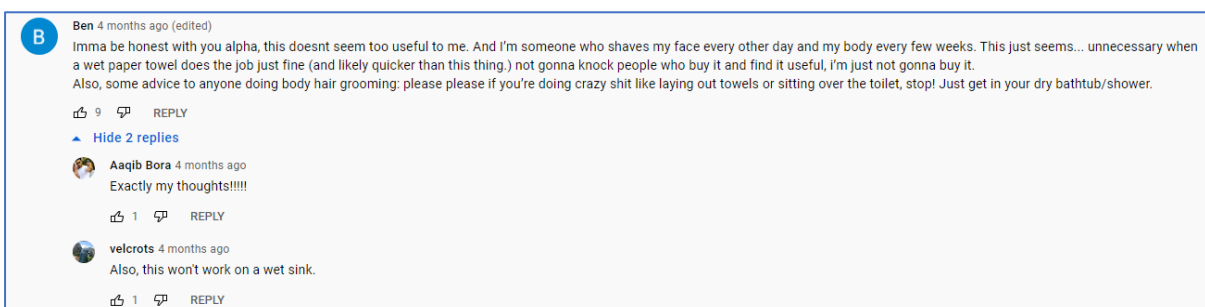 B
Ben 4 months ago (edited)
Imma be honest with you alpha, this doesnt seem too useful to me. And I'm someone who shaves my face every other day and my body every few weeks. This just seems... unnecessary when
a wet paper towel does the job just fine (and likely quicker than this thing.) not gonna knock people who buy it and find it useful, i'm just not gonna buy it.
Also, some advice to anyone doing body hair grooming: please please if you're doing crazy shit like laying out towels or sitting over the toilet, stop! Just get in your dry bathtub/shower.
9 REPLY
Hide 2 replies
Aaqib Bora 4 months ago
Exactly my thoughts!!!!!
1 REPLY
velcrots 4 months ago
Also, this won't work on a wet sink.
1 REPLY